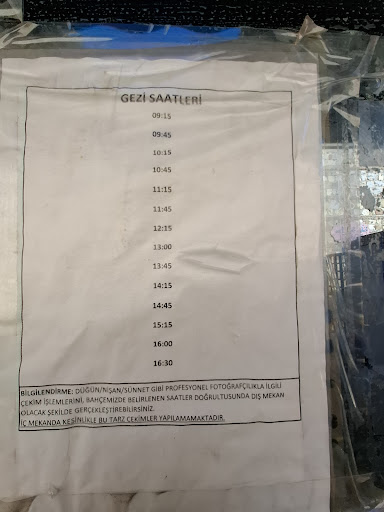 GEZİ SAATLERİ
09:15
09:45
10:15
10:45
11:15
11:45
12:15
13:00
13:45
14:15
14:45
15:15
16:00
16:30
BİLGİLENDİRME: DÜĞÜN/NİŞAN/SÜNNET GİBİ PROFESYONEL FOTOĞRAFÇILIKLA İLGİLİ
ÇEKİM İŞLEMLERİNİ, BAHÇEMİZDE BELİRLENEN SAATLER DOĞRULTUSUNDA DIŞ MEKAN
OLACAK ŞEKİLDE GERÇEKLEŞTİREBİLİRSİNİZ.
İÇ MEKANDA KESİNLİKLE BU TARZ ÇEKİMLER YAPILAMAMAKTADIR.